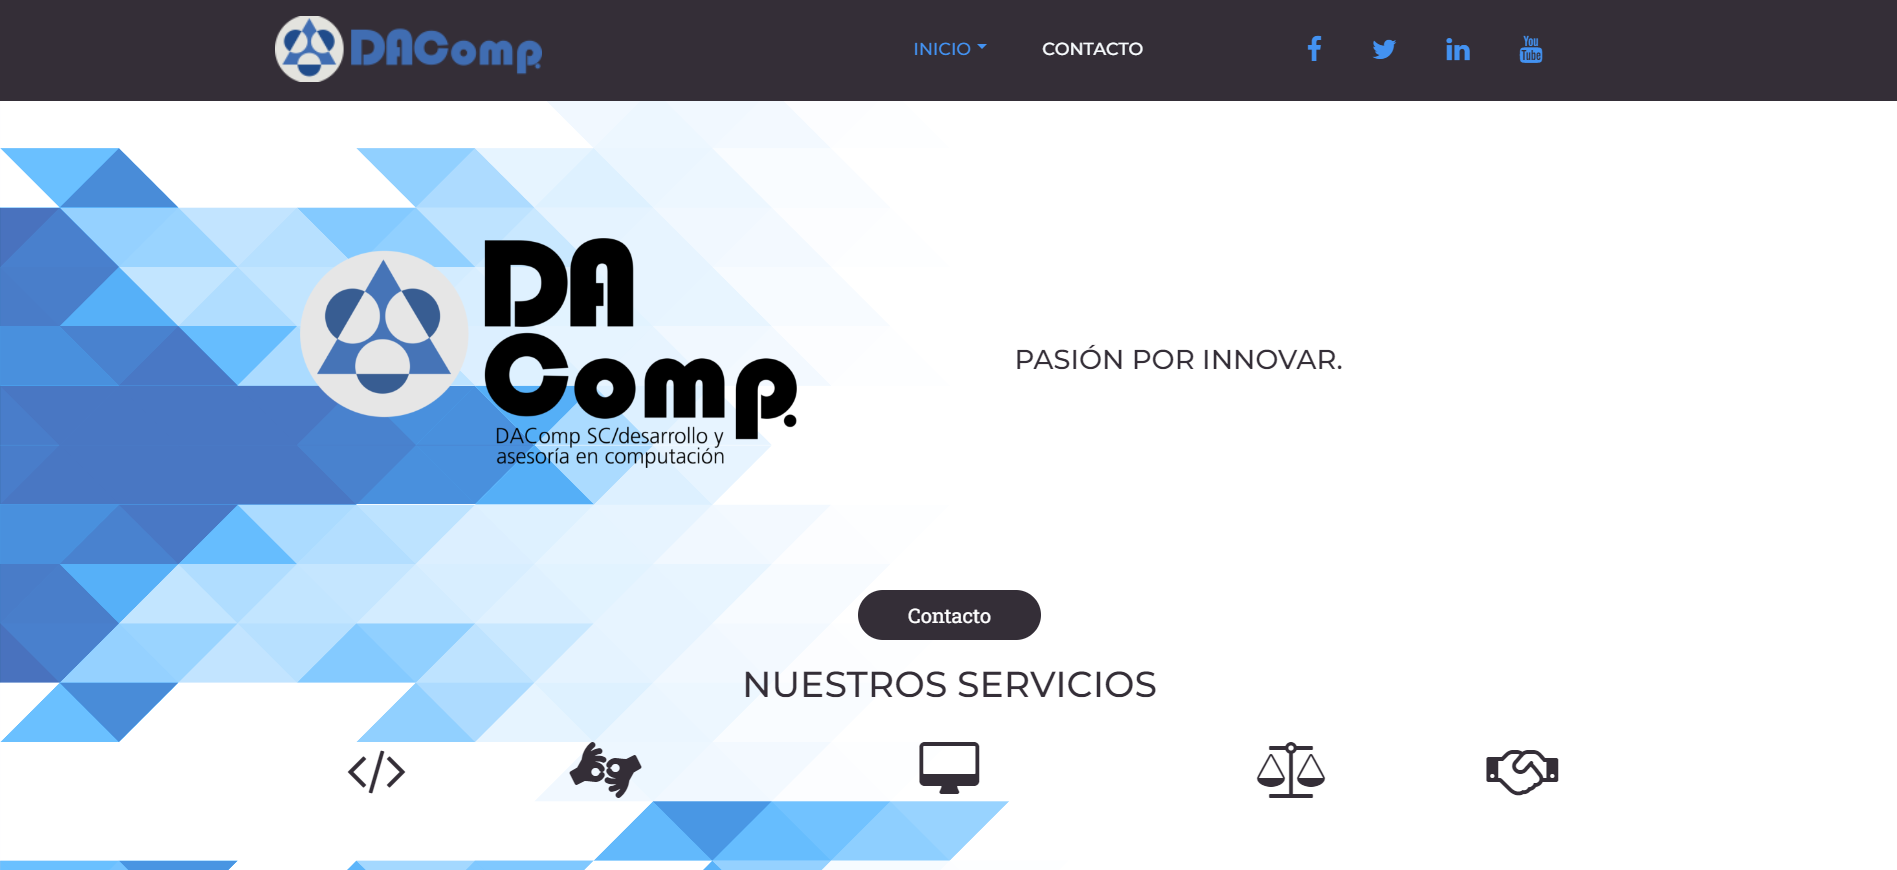 DAComp.
INICIO
CONTACTO
You
Tube
DA
Comp.
DAComp SC/desarrollo y
asesoría en computación
PASIÓN POR INNOVAR.
Contacto
NUESTROS SERVICIOS